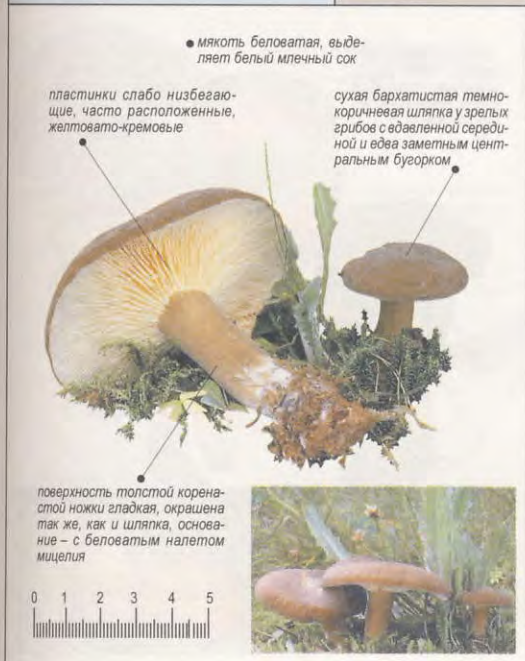 мякоть беловатая, выде-
ляет белый млечный сок
пластинки слабо низбегаю-
щие, часто расположенные,
желтовато-кремовые
сухая бархатистая темно-
коричневая шляпка у зрелых
грибов с вдавленной середи-
ной и едва заметным цент-
ральным бугорком
поверхность толстой корена-
стой ножки гладкая, окрашена
так же, как и шляпка, основа-
ние – с беловатым налетом
мицелия
0 1 2 3 4 5